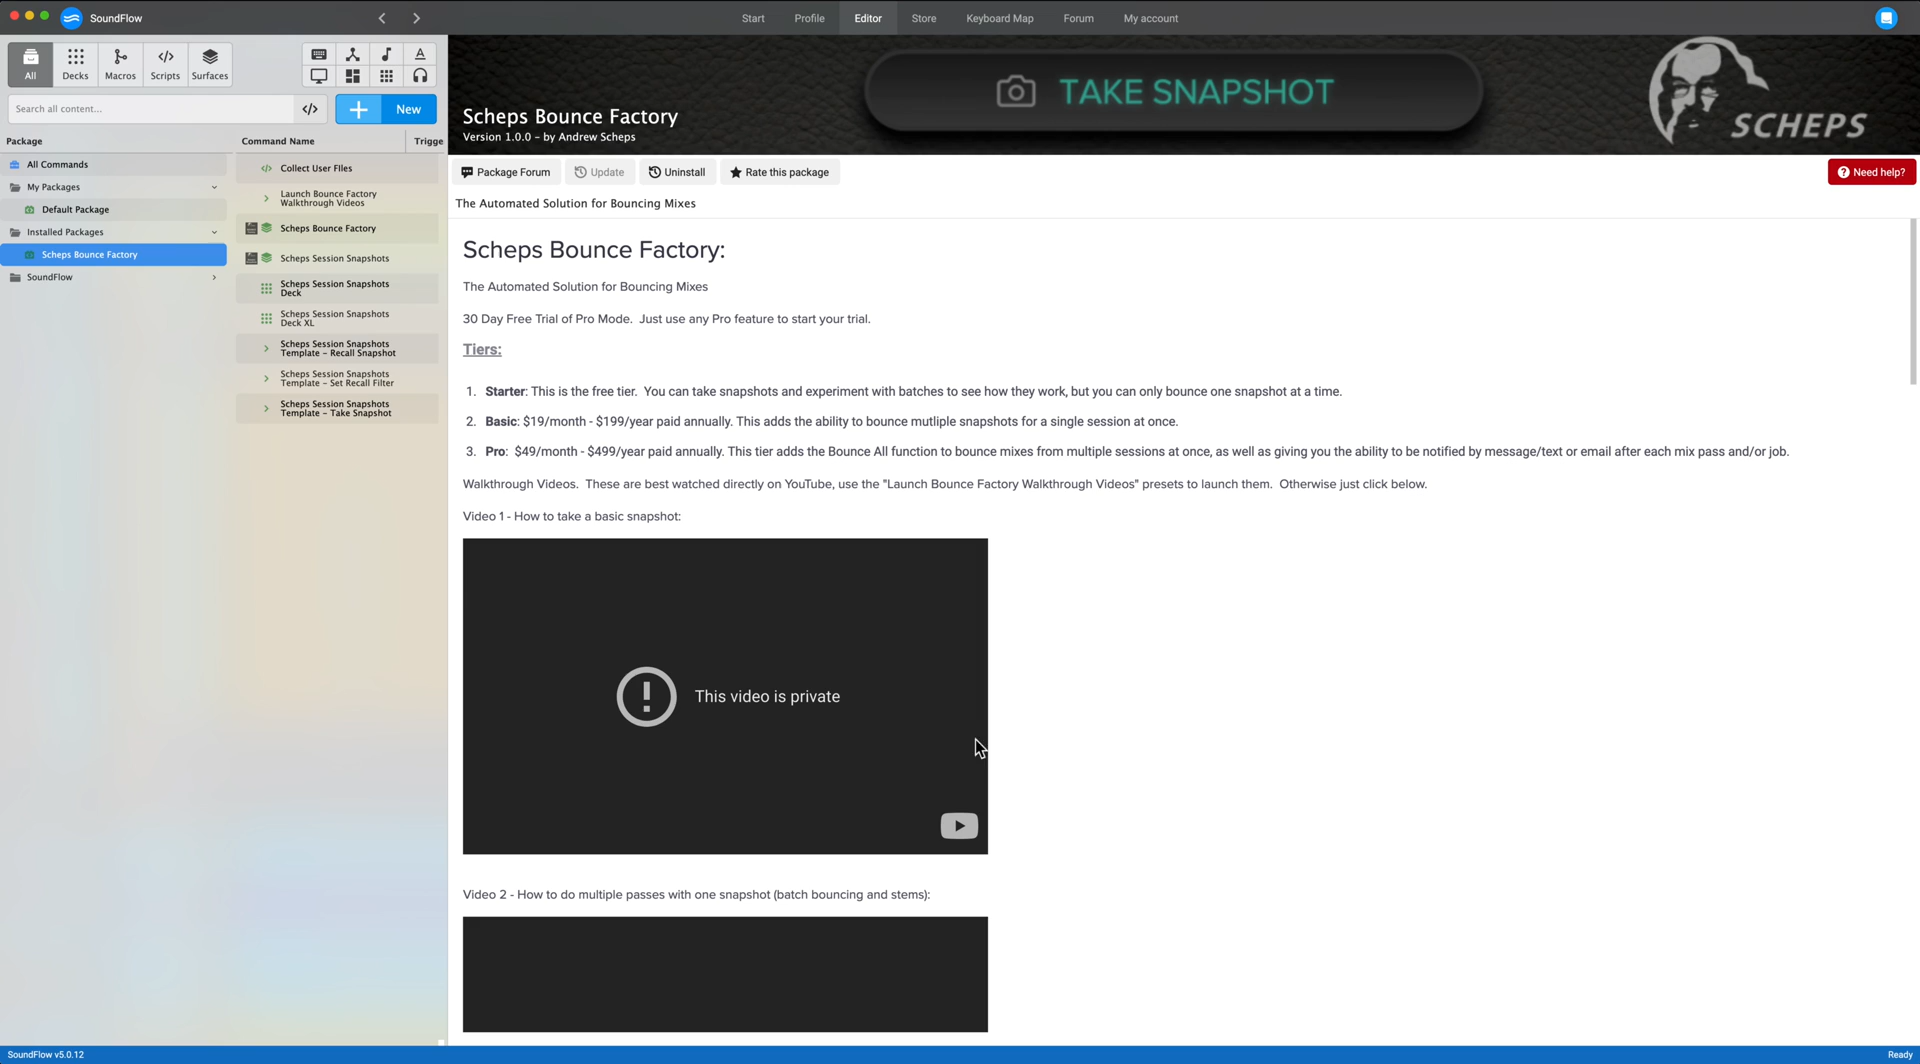 SoundFlow
Start
Profile
Editor
Store
Keyboard Map
Forum
My account
All
Decks
Macros
Scripts
Surfaces
Search all content...
New
Package
Command Name
Trigge
All Commands
My Packages
Default Package
Installed Packages
Scheps Bounce Factory
SoundFlow
Collect User Files
Launch Bounce Factory
Walkthrough Videos
Scheps Bounce Factory
Scheps Session Snapshots
Scheps Session Snapshots
Deck
Scheps Session Snapshots
Deck XL
Scheps Session Snapshots
Template - Recall Snapshot
Scheps Session Snapshots
Template - Set Recall Filter
Scheps Session Snapshots
Template - Take Snapshot
TAKE SNAPSHOT
SCHEPS
Scheps Bounce Factory
Version 1.0.0 - by Andrew Scheps
Package Forum
Update
Uninstall
Rate this package
Need help?
The Automated Solution for Bouncing Mixes
Scheps Bounce Factory:
The Automated Solution for Bouncing Mixes
30 Day Free Trial of Pro Mode. Just use any Pro feature to start your trial.
Tiers:
1. Starter: This is the free tier. You can take snapshots and experiment with batches to see how they work, but you can only bounce one snapshot at a time.
2. Basic: $19/month - $199/year paid annually. This adds the ability to bounce mutliple snapshots for a single session at once.
3. Pro: $49/month - $499/year paid annually. This tier adds the Bounce All function to bounce mixes from multiple sessions at once, as well as giving you the ability to be notified by message/text or email after each mix pass and/or job.
Walkthrough Videos. These are best watched directly on YouTube, use the "Launch Bounce Factory Walkthrough Videos" presets to launch them. Otherwise just click below.
Video 1 - How to take a basic snapshot:
This video is private
Video 2 - How to do multiple passes with one snapshot (batch bouncing and stems):
SoundFlow v5.0.12
Ready